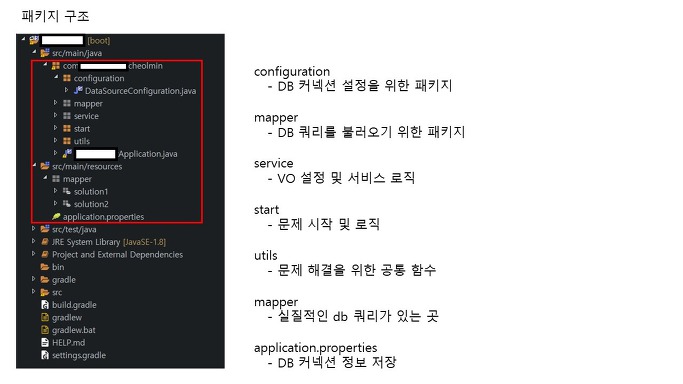 패키지 구조
[boot]
src/main/java
com cheolmin
configuration
DataSourceConfiguration.java
mapper
service
start
utils
Application.java
src/main/resources
mapper
solution1
solution2
application.properties
src/test/java
JRE System Library [JavaSE-1.8]
Project and External Dependencies
bin
gradle
src
build.gradle
gradlew
gradlew.bat
HELP.md
settings.gradle
configuration
- DB 커넥션 설정을 위한 패키지
mapper
- DB 쿼리를 불러오기 위한 패키지
service
- VO 설정 및 서비스 로직
start
- 문제 시작 및 로직
utils
- 문제 해결을 위한 공통 함수
mapper
- 실질적인 db 쿼리가 있는 곳
application.properties
- DB 커넥션 정보 저장